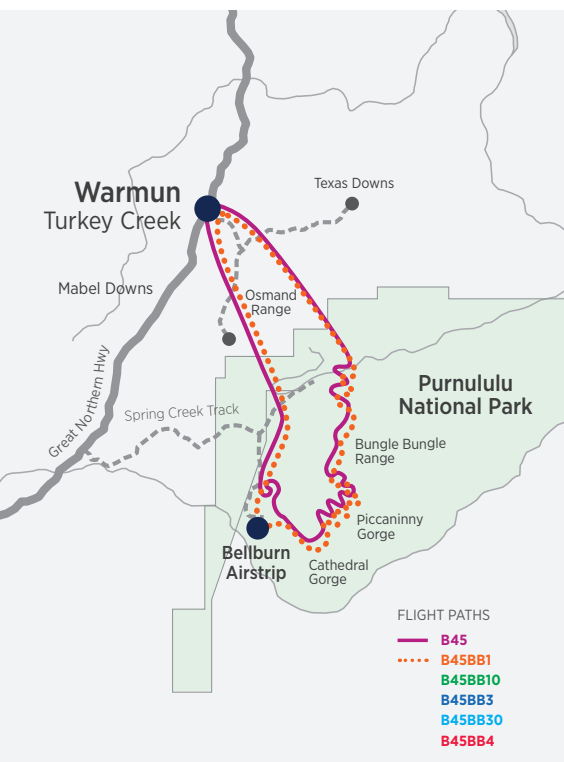 Texas Downs
Warmun
Turkey Creek
Mabel Downs
Osmand
Range
Great Northern Hwy
Spring Creek Track
Purnululu
National Park
Bungle Bungle
Range
Piccaninny
Gorge
Bellburn
Airstrip
Cathedral
Gorge
FLIGHT PATHS
B45
B45BB1
B45BB10
B45BB3
B45BB30
B45BB4